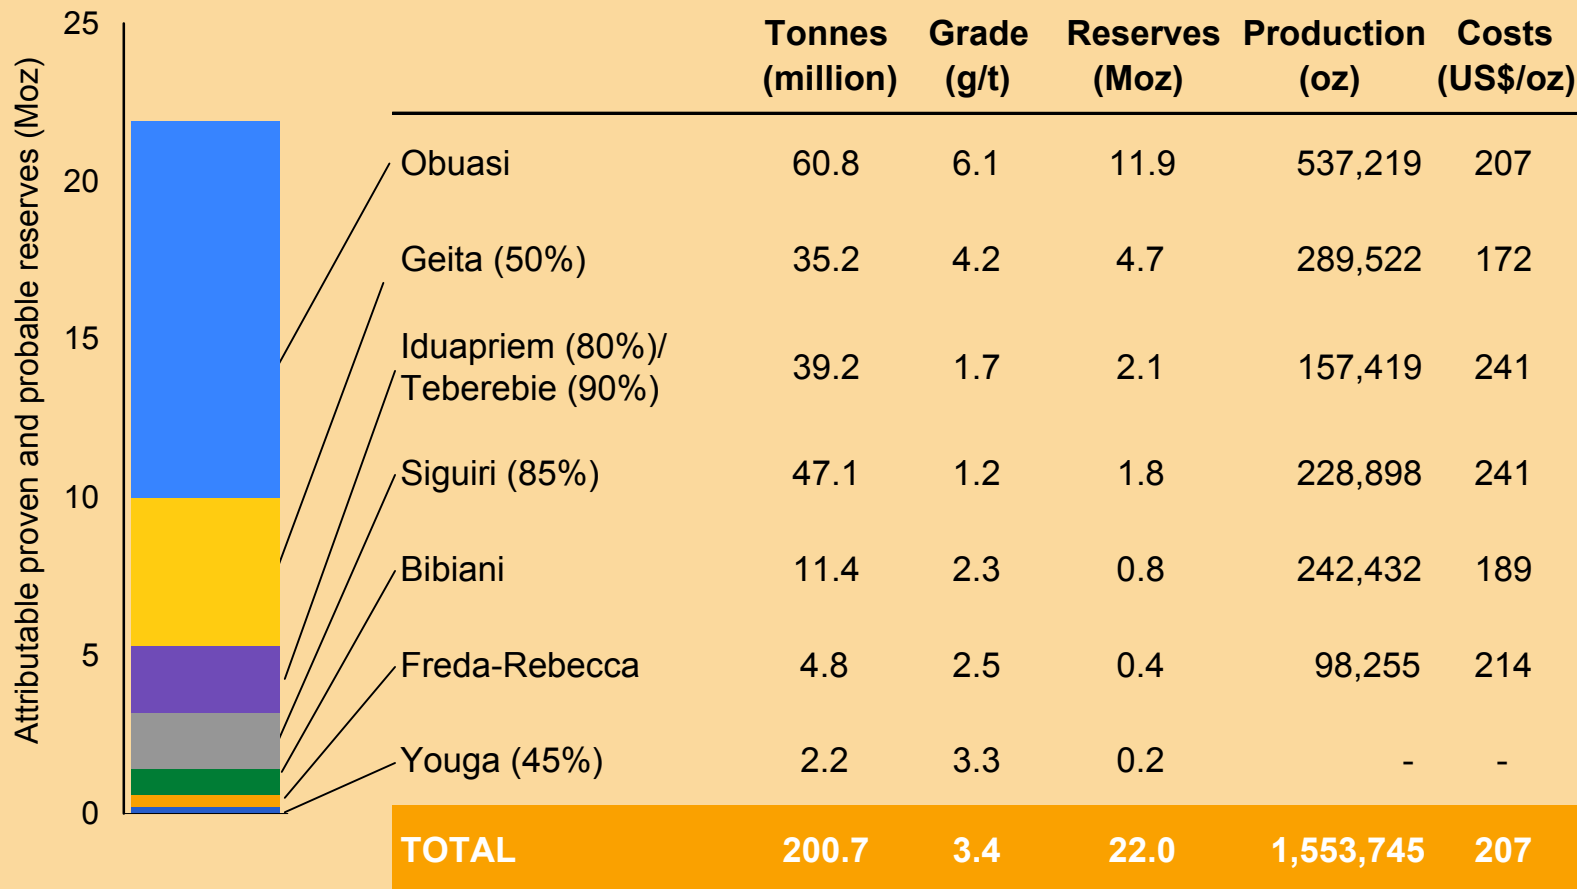 Attributable proven and probable reserves (Moz)
25
20
15
10
5
0
Tonnes (million) Grade (g/t) Reserves (Moz) Production (oz) Costs (US$/oz)
Obuasi 60.8 6.1 11.9 537,219 207
Geita (50%) 35.2 4.2 4.7 289,522 172
Iduapriem (80%)/
Teberebie (90%) 39.2 1.7 2.1 157,419 241
Siguiri (85%) 47.1 1.2 1.8 228,898 241
Bibiani 11.4 2.3 0.8 242,432 189
Freda-Rebecca 4.8 2.5 0.4 98,255 214
Youga (45%) 2.2 3.3 0.2 - -
TOTAL 200.7 3.4 22.0 1,553,745 207